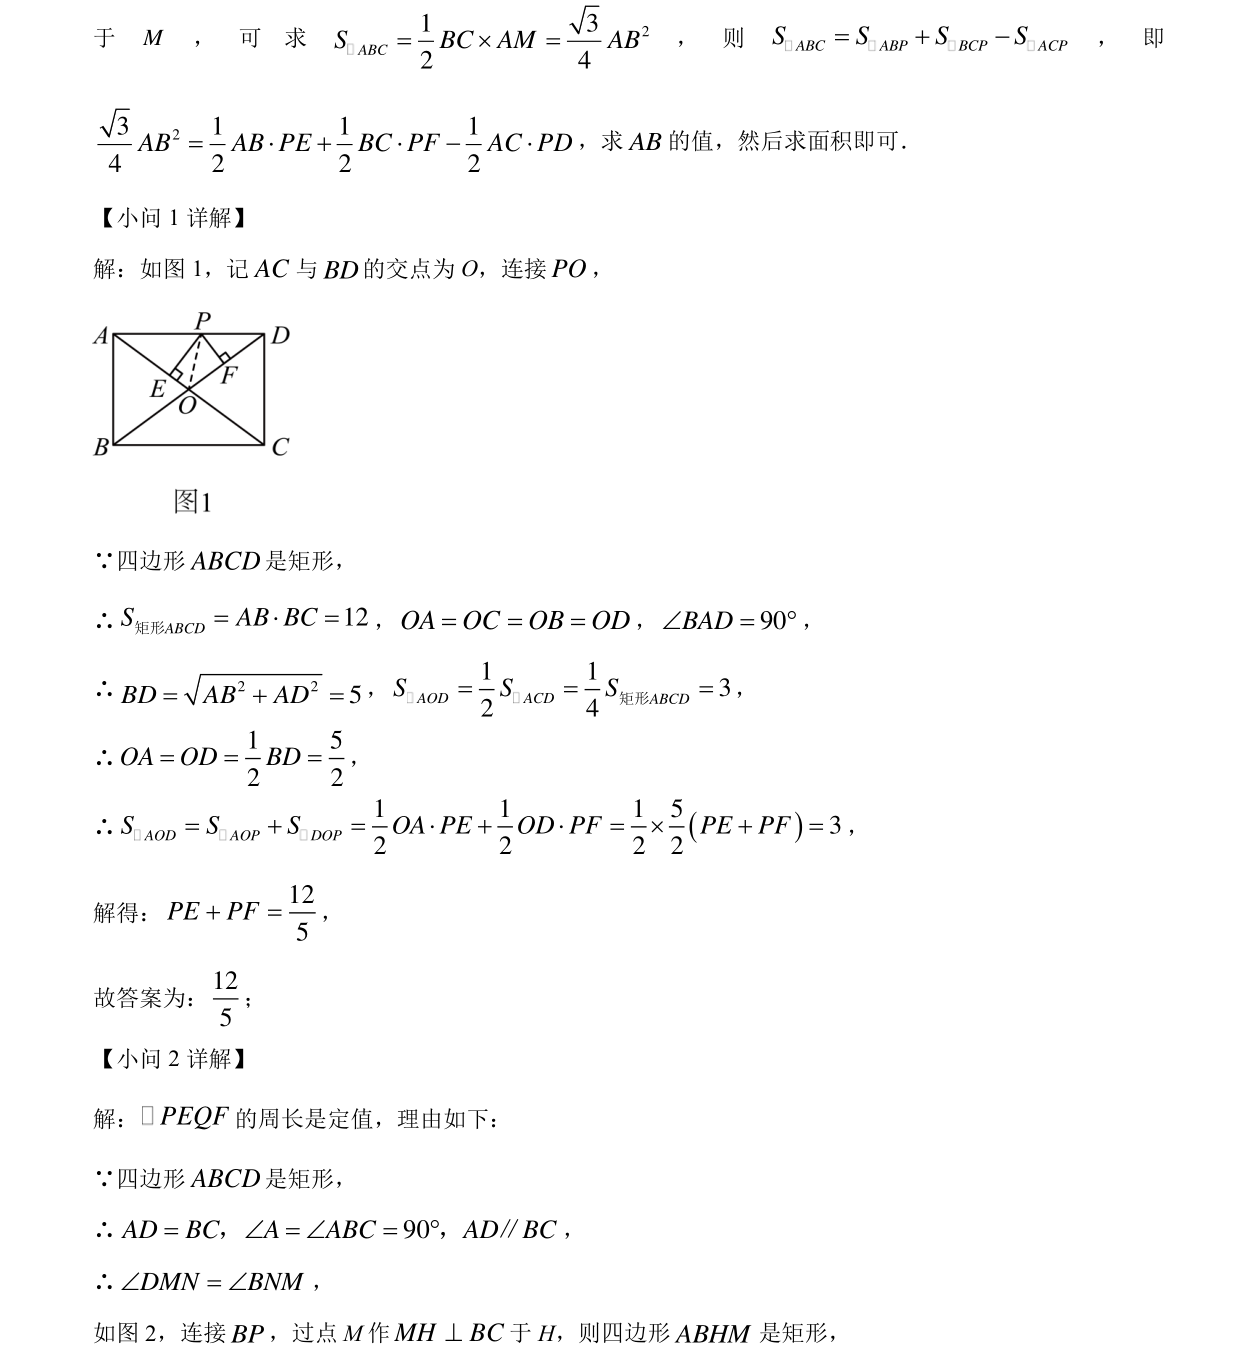 于 M ， 可 求 S□ABC = 1/2 BC × AM = √3/4 AB² ， 则 S□ABC = S□ABP + S□BCP − S□ACP ， 即
√3/4 AB² = 1/2 AB · PE + 1/2 BC · PF − 1/2 AC · PD，求 AB 的值，然后求面积即可．
【小问 1 详解】
解：如图 1，记 AC 与 BD 的交点为 O，连接 PO，
P
A D
E F
O
B C
图1
∵四边形 ABCD 是矩形，
∴ S矩形ABCD = AB · BC = 12，OA = OC = OB = OD，∠BAD = 90°，
∴ BD = √(AB² + AD²) = 5，S□AOD = 1/2 S□ACD = 1/4 S矩形ABCD = 3，
∴ OA = OD = 1/2 BD = 5/2，
∴ S□AOD = S□AOP + S□DOP = 1/2 OA · PE + 1/2 OD · PF = 1/2 × 5/2 (PE + PF) = 3，
解得：PE + PF = 12/5，
故答案为：12/5；
【小问 2 详解】
解：□PEQF 的周长是定值，理由如下：
∵四边形 ABCD 是矩形，
∴ AD = BC，∠A = ∠ABC = 90°，AD∥BC，
∴ ∠DMN = ∠BNM，
如图 2，连接 BP，过点 M 作 MH ⊥ BC 于 H，则四边形 ABHM 是矩形，